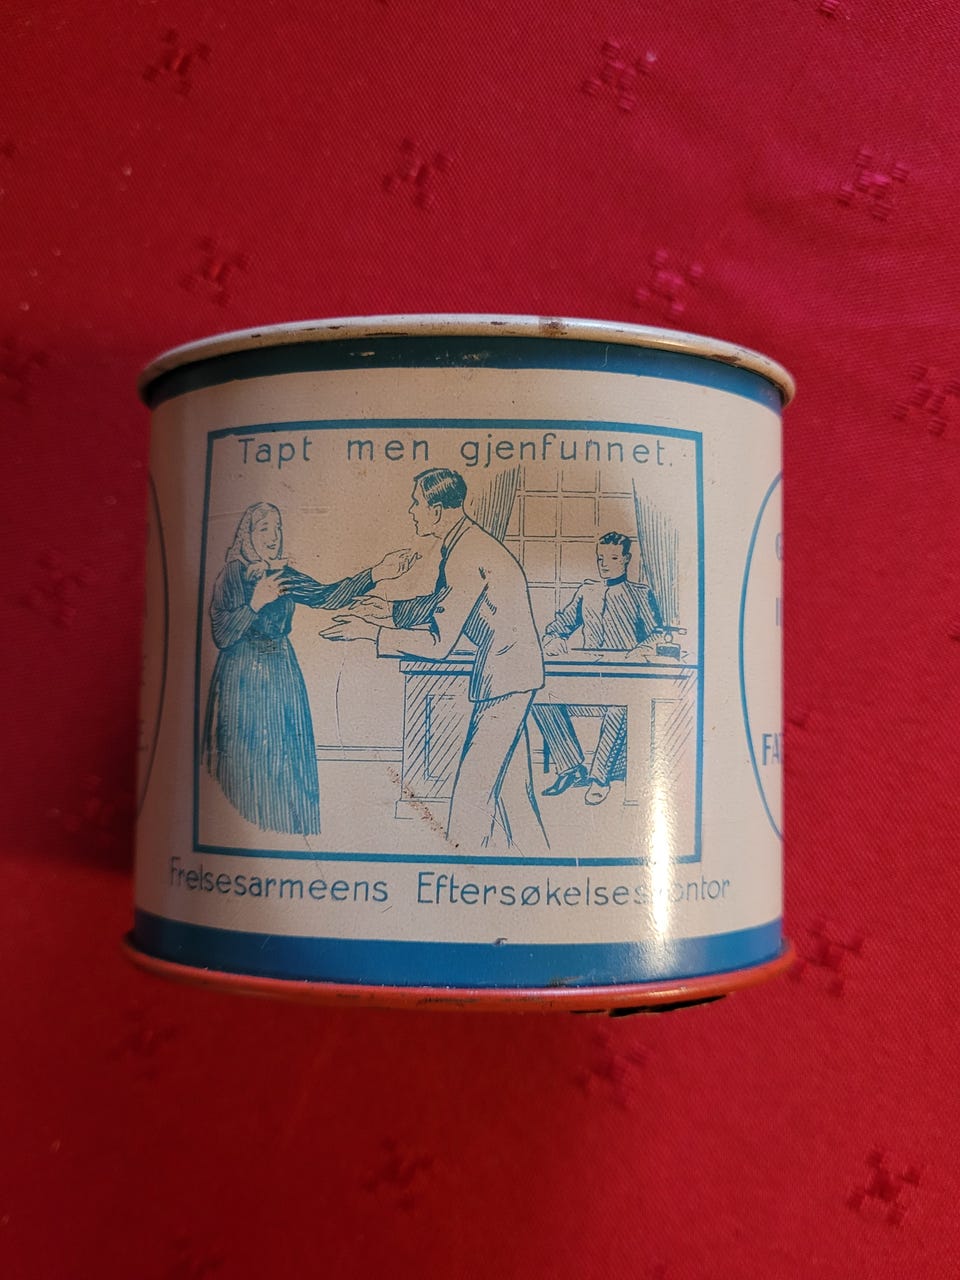 Tapt men gjenfunnet.
Frelsesarmeens Eftersøkelseskontor